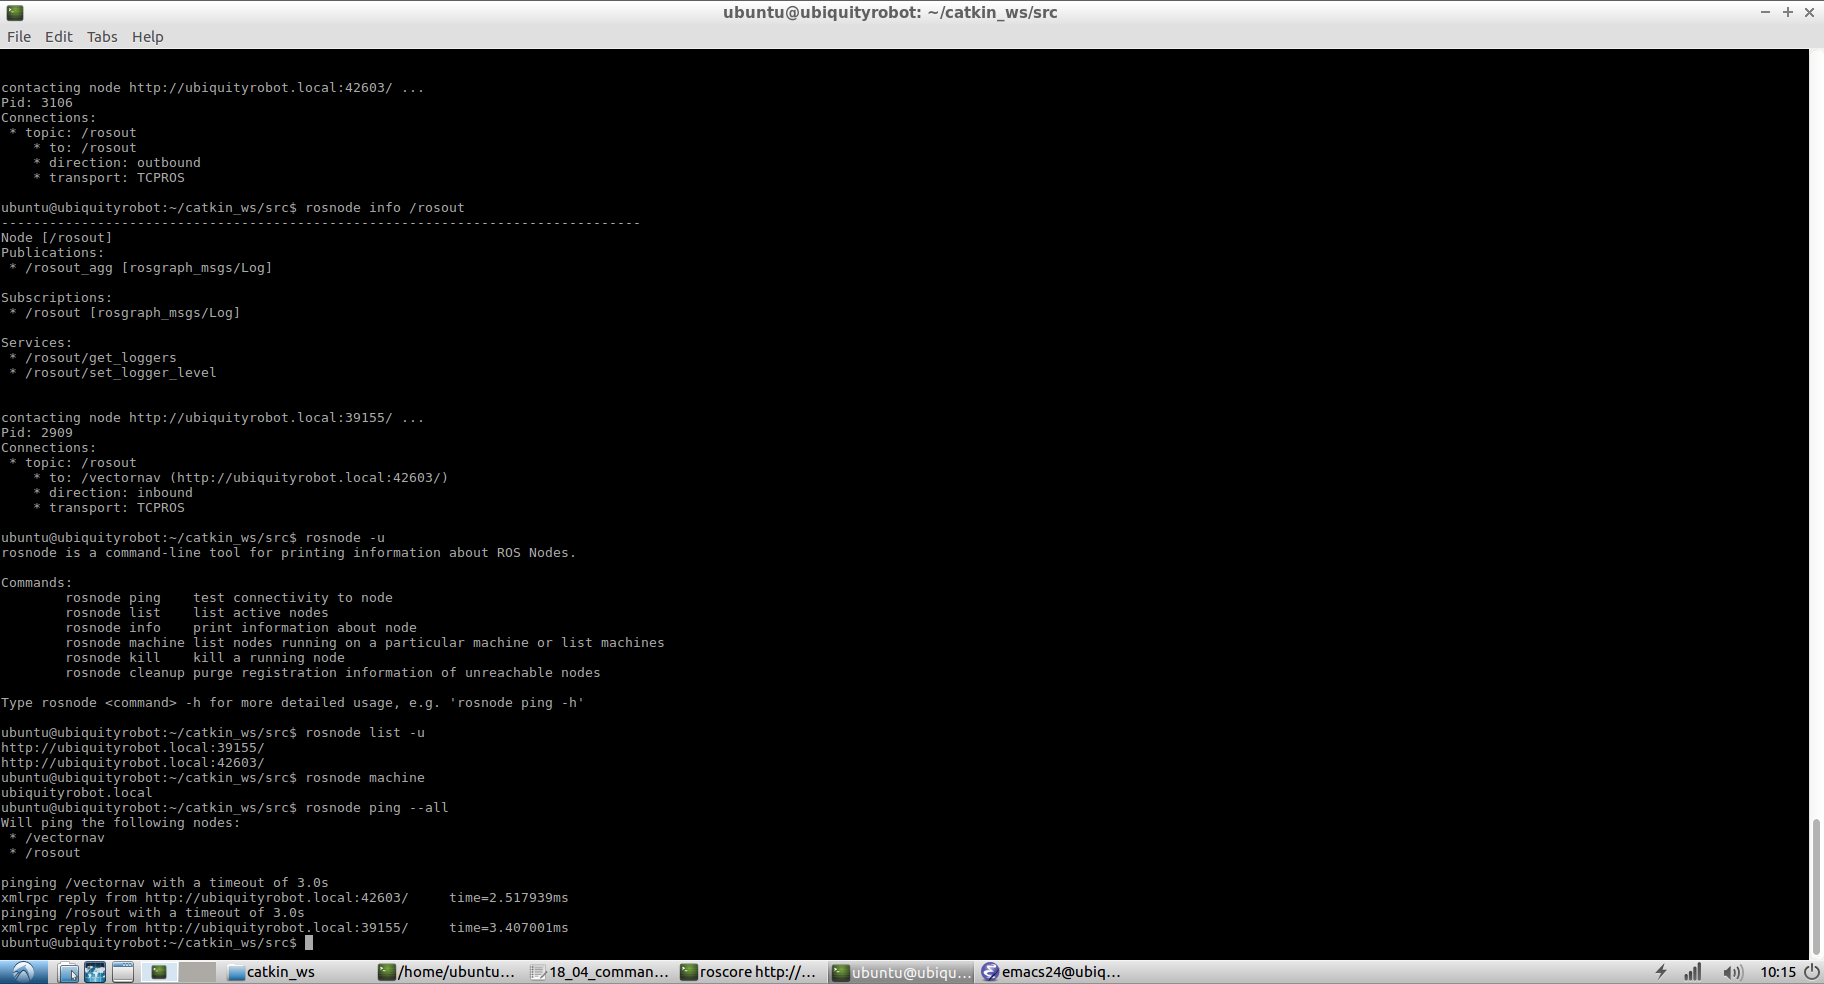 ubuntu@ubiquityrobot: ~/catkin_ws/src
File Edit Tabs Help
contacting node http://ubiquityrobot.local:42603/ ...
Pid: 3106
Connections:
 * topic: /rosout
    * to: /rosout
    * direction: outbound
    * transport: TCPROS
ubuntu@ubiquityrobot:~/catkin_ws/src$ rosnode info /rosout
--------------------------------------------------------------------------------
Node [/rosout]
Publications:
 * /rosout_agg [rosgraph_msgs/Log]
Subscriptions:
 * /rosout [rosgraph_msgs/Log]
Services:
 * /rosout/get_loggers
 * /rosout/set_logger_level
contacting node http://ubiquityrobot.local:39155/ ...
Pid: 2909
Connections:
 * topic: /rosout
    * to: /vectornav (http://ubiquityrobot.local:42603/)
    * direction: inbound
    * transport: TCPROS
ubuntu@ubiquityrobot:~/catkin_ws/src$ rosnode -u
rosnode is a command-line tool for printing information about ROS Nodes.
Commands:
        rosnode ping    test connectivity to node
        rosnode list    list active nodes
        rosnode info    print information about node
        rosnode machine list nodes running on a particular machine or list machines
        rosnode kill    kill a running node
        rosnode cleanup purge registration information of unreachable nodes
Type rosnode <command> -h for more detailed usage, e.g. 'rosnode ping -h'
ubuntu@ubiquityrobot:~/catkin_ws/src$ rosnode list -u
http://ubiquityrobot.local:39155/
http://ubiquityrobot.local:42603/
ubuntu@ubiquityrobot:~/catkin_ws/src$ rosnode machine
ubiquityrobot.local
ubuntu@ubiquityrobot:~/catkin_ws/src$ rosnode ping --all
Will ping the following nodes:
 * /vectornav
 * /rosout
pinging /vectornav with a timeout of 3.0s
xmlrpc reply from http://ubiquityrobot.local:42603/     time=2.517939ms
pinging /rosout with a timeout of 3.0s
xmlrpc reply from http://ubiquityrobot.local:39155/     time=3.407001ms
ubuntu@ubiquityrobot:~/catkin_ws/src$
catkin_ws /home/ubuntu... 18_04_comman... roscore http://... ubuntu@ubiqu... emacs24@ubiq... 10:15